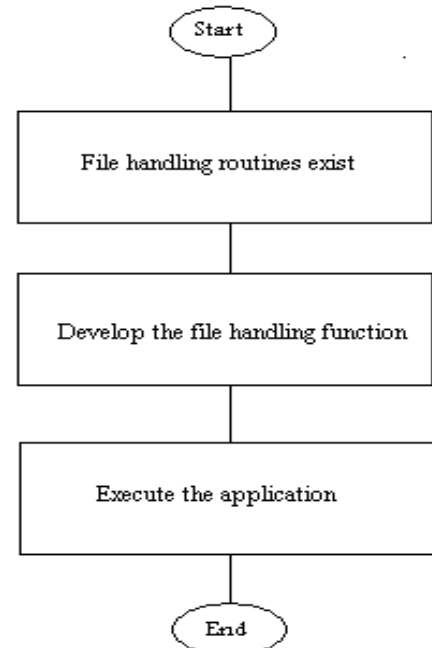 Start
File handling routines exist
Develop the file handling function
Execute the application
End